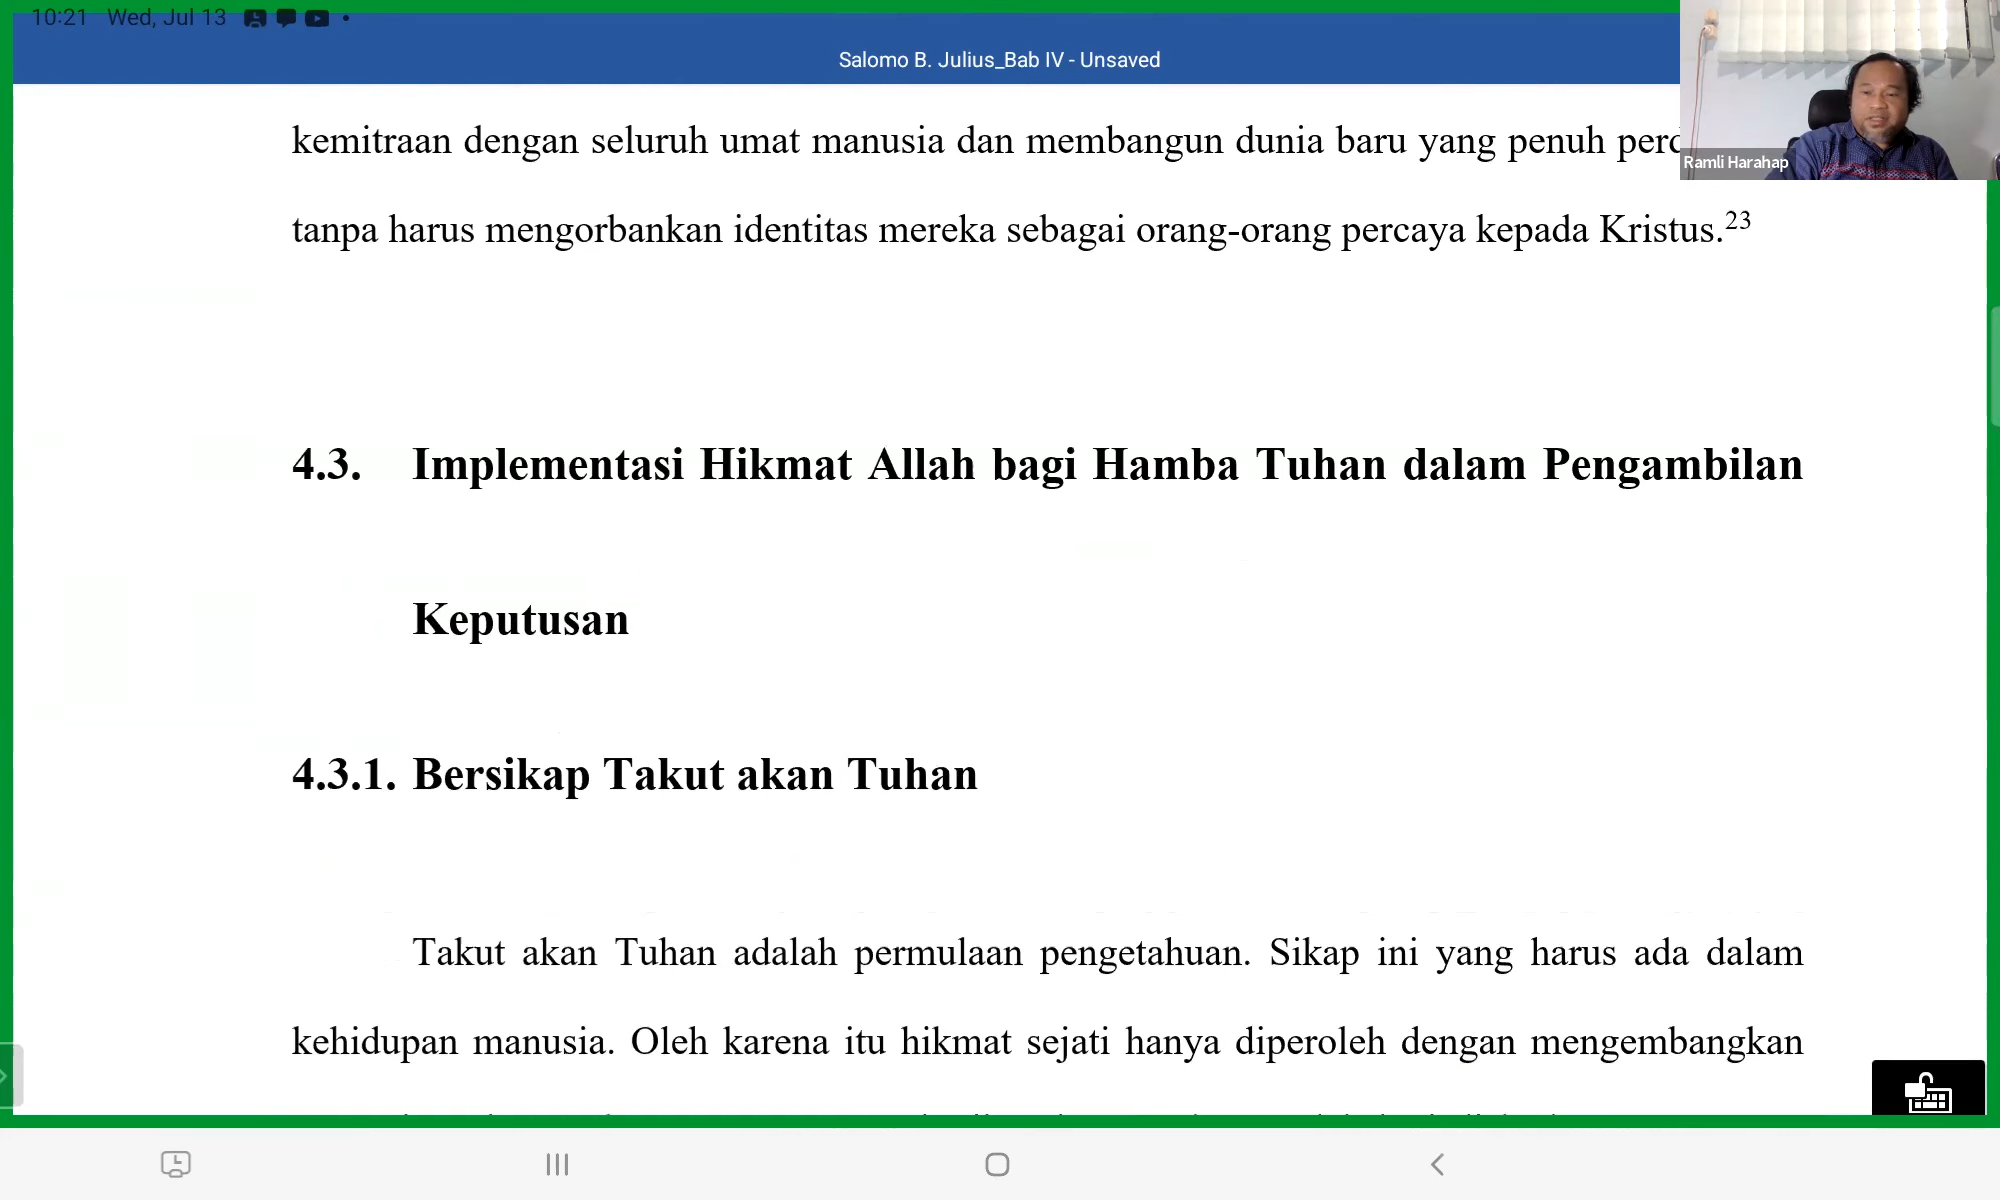 10:21 Wed, Jul 13
Salomo B. Julius_Bab IV - Unsaved
Ramli Harahap
kemitraan dengan seluruh umat manusia dan membangun dunia baru yang penuh
tanpa harus mengorbankan identitas mereka sebagai orang-orang percaya kepada Kristus.23
4.3. Implementasi Hikmat Allah bagi Hamba Tuhan dalam Pengambilan
Keputusan
4.3.1. Bersikap Takut akan Tuhan
Takut akan Tuhan adalah permulaan pengetahuan. Sikap ini yang harus ada dalam
kehidupan manusia. Oleh karena itu hikmat sejati hanya diperoleh dengan mengembangkan